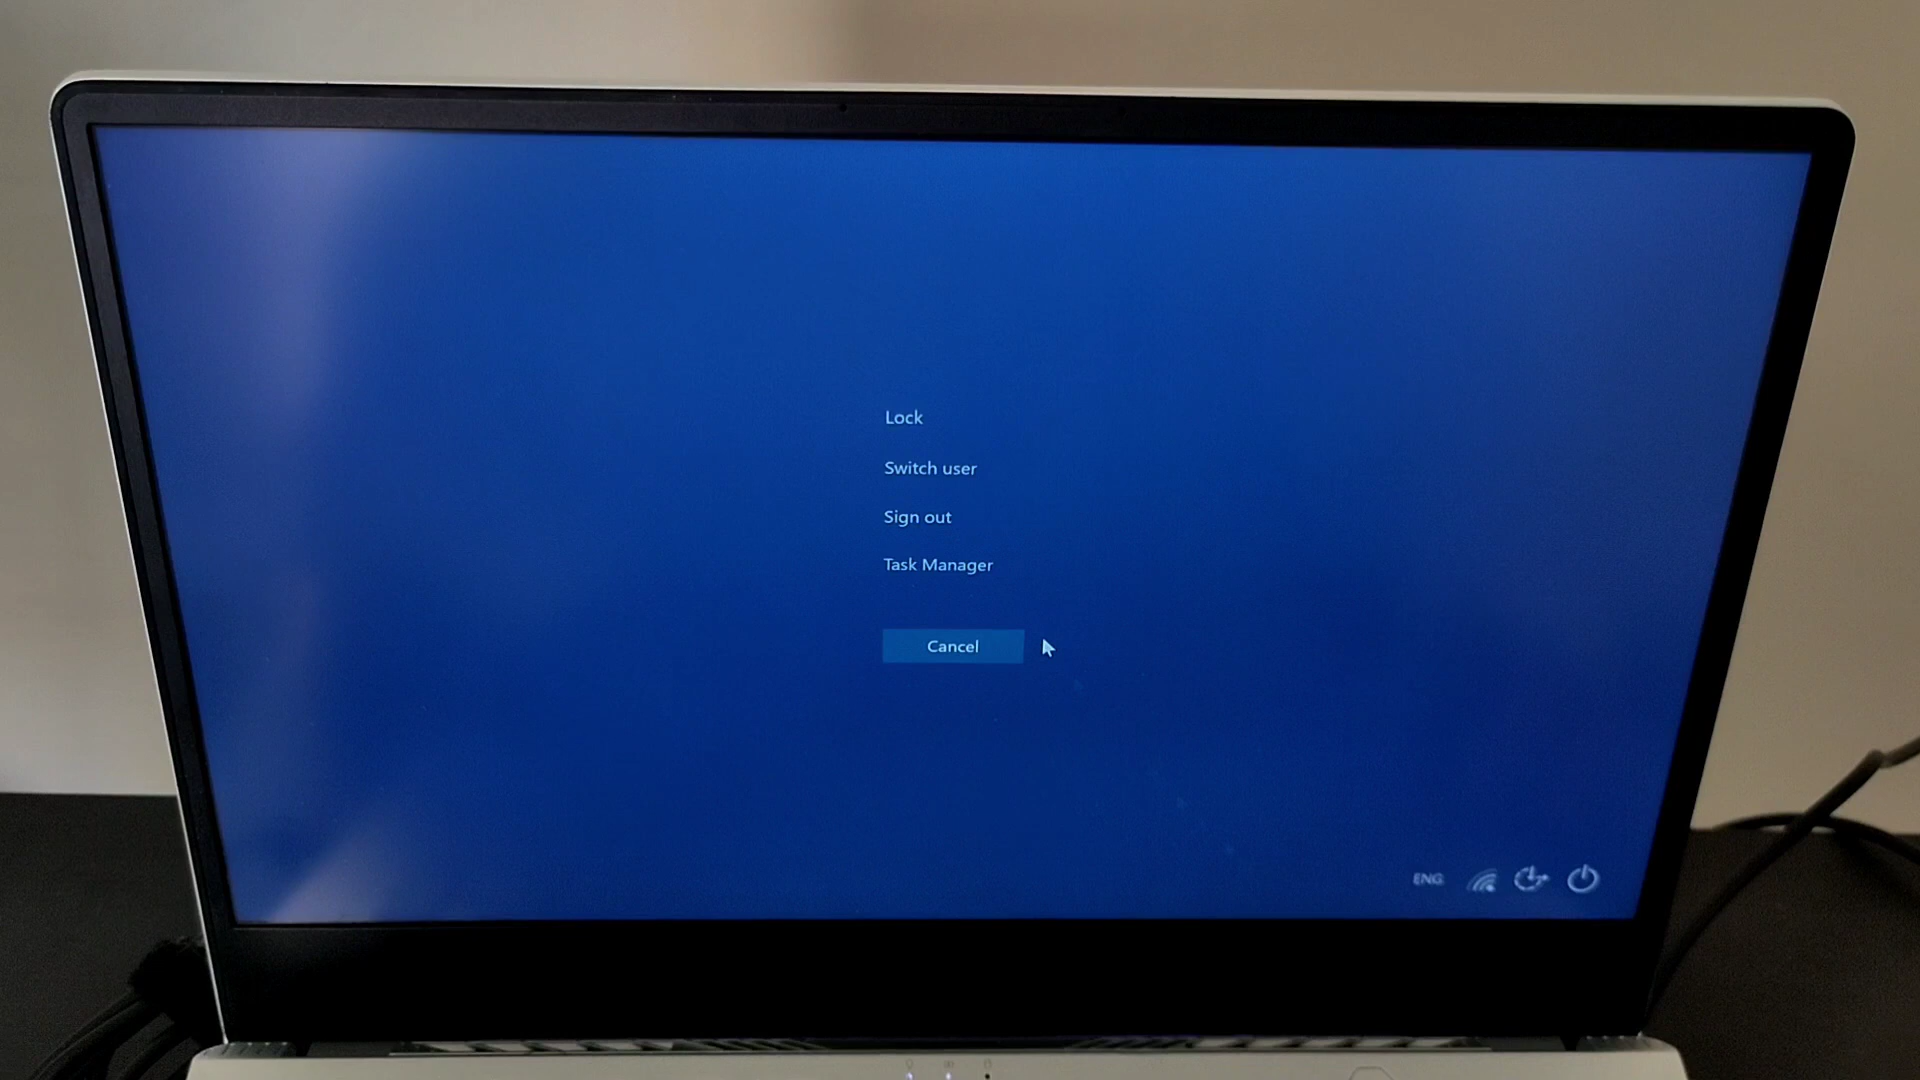 Lock
Switch user
Sign out
Task Manager
Cancel
ENG